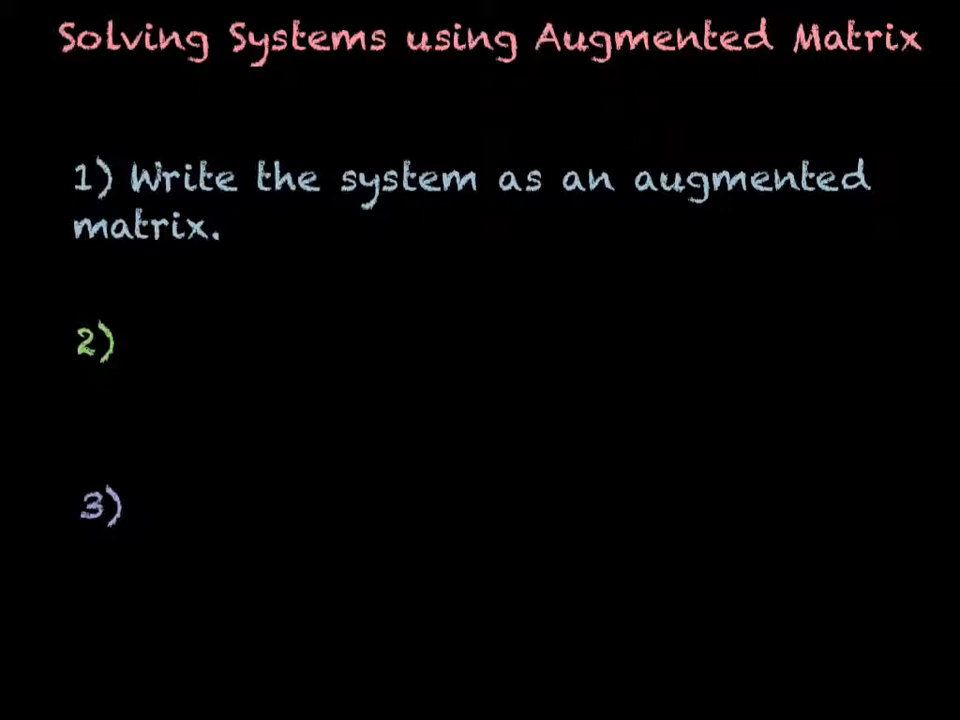 Solving Systems using Augmented Matrix
1) Write the system as an augmented
matrix.
2)
3)